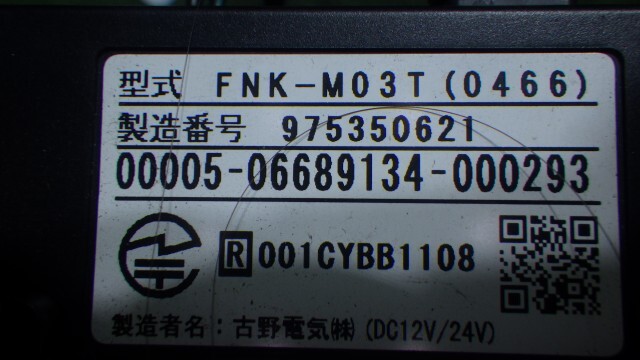 型式 FNK-M03T(0466)
製造番号 975350621
00005-06689134-000293
R 001CYBB1108
製造者名:古野電気㈱(DC12V/24V)